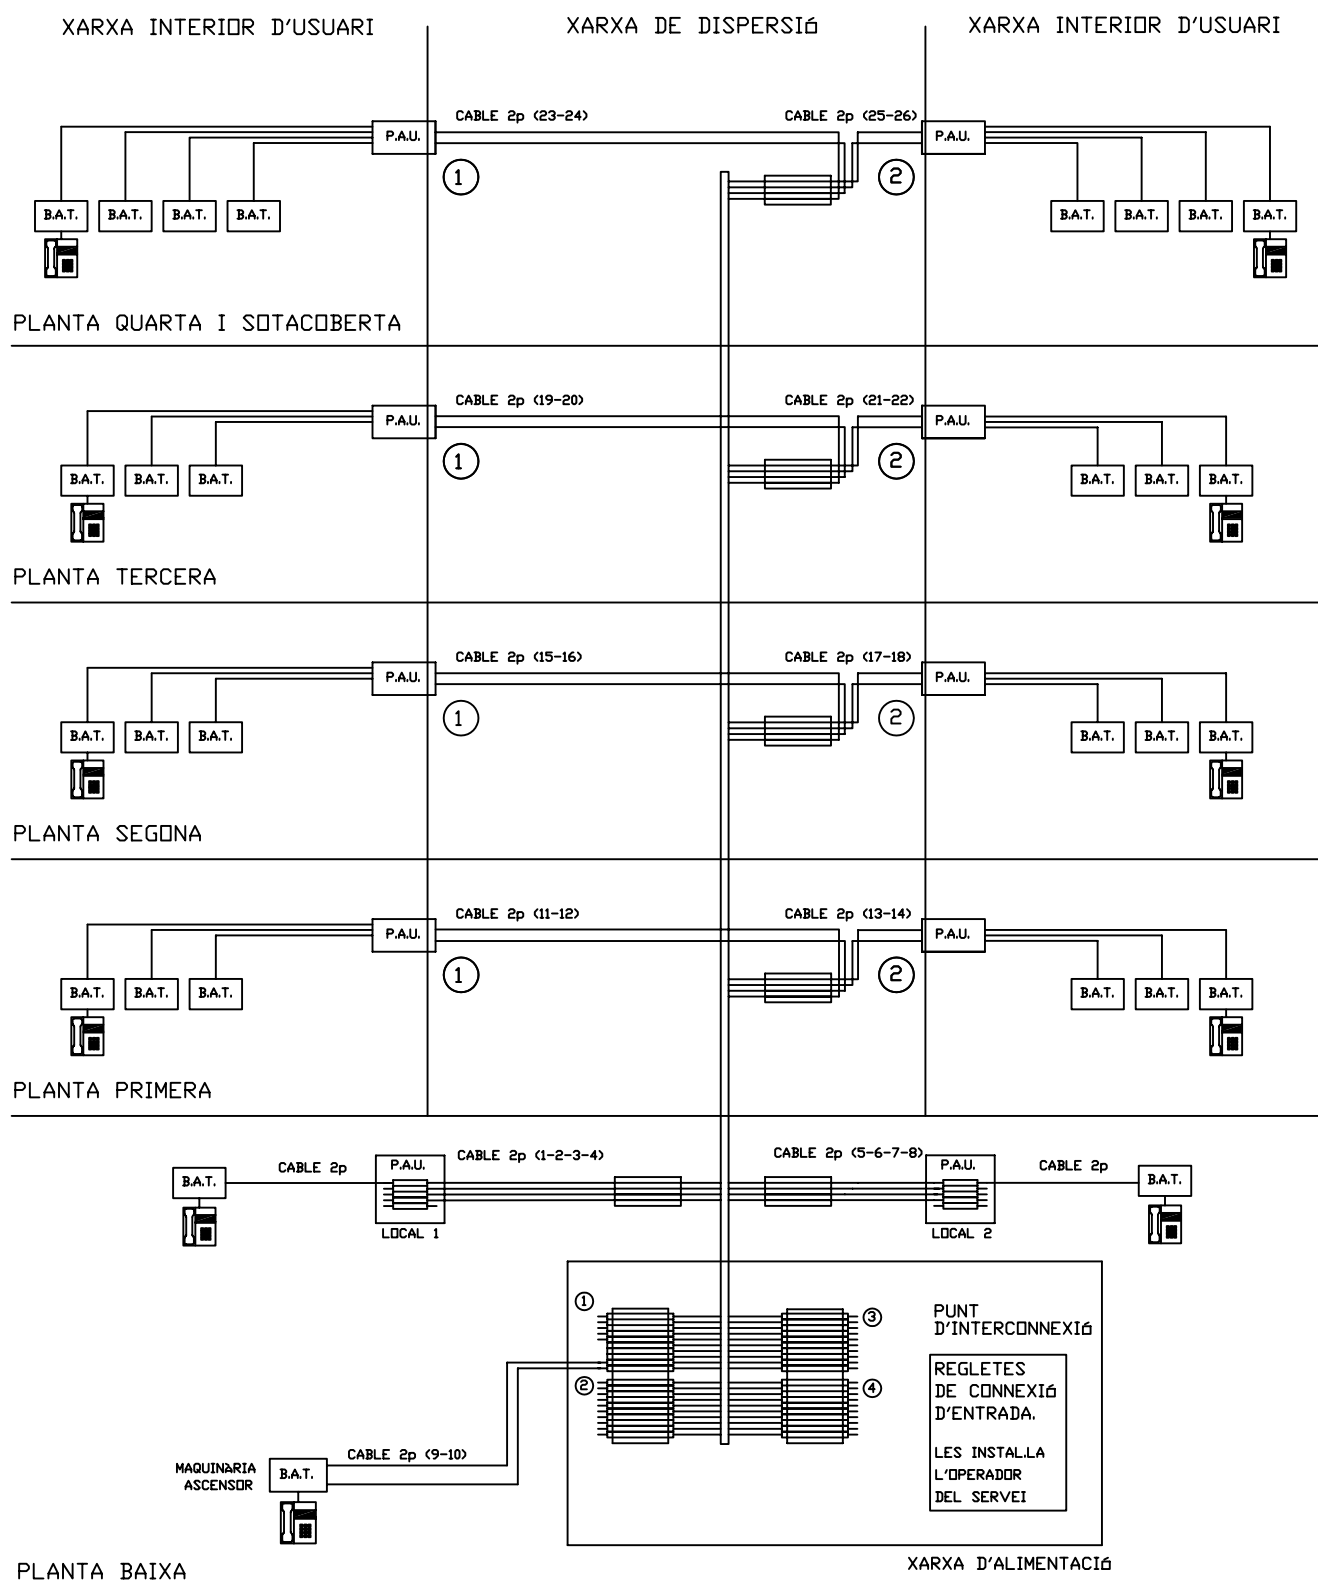 XARXA INTERIOR D'USUARI
XARXA DE DISPERSIó
XARXA INTERIOR D'USUARI
CABLE 2p (23-24)
CABLE 2p (25-26)
P.A.U.
P.A.U.
1
2
B.A.T.
B.A.T.
B.A.T.
B.A.T.
B.A.T.
B.A.T.
B.A.T.
B.A.T.
PLANTA QUARTA I SOTACOBERTA
CABLE 2p (19-20)
CABLE 2p (21-22)
P.A.U.
P.A.U.
1
2
B.A.T.
B.A.T.
B.A.T.
B.A.T.
B.A.T.
B.A.T.
PLANTA TERCERA
CABLE 2p (15-16)
CABLE 2p (17-18)
P.A.U.
P.A.U.
1
2
B.A.T.
B.A.T.
B.A.T.
B.A.T.
B.A.T.
B.A.T.
PLANTA SEGONA
CABLE 2p (11-12)
CABLE 2p (13-14)
P.A.U.
P.A.U.
1
2
B.A.T.
B.A.T.
B.A.T.
B.A.T.
B.A.T.
B.A.T.
PLANTA PRIMERA
B.A.T.
CABLE 2p
P.A.U.
CABLE 2p (1-2-3-4)
CABLE 2p (5-6-7-8)
P.A.U.
CABLE 2p
B.A.T.
LOCAL 1
LOCAL 2
1
3
2
4
PUNT
D'INTERCONNEXIó
REGLETES
DE CONNEXIó
D'ENTRADA.
LES INSTAL.LA
L'OPERADOR
DEL SERVEI
MAQUINàRIA
ASCENSOR
B.A.T.
CABLE 2p (9-10)
PLANTA BAIXA
XARXA D'ALIMENTACIó